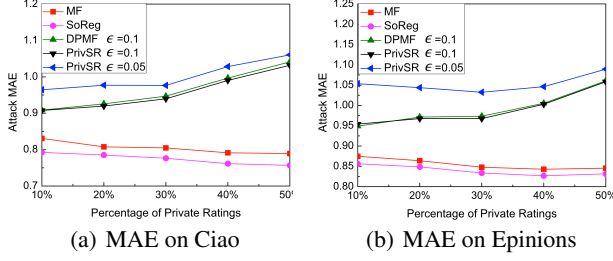 MF
SoReg
DPMF ϵ =0.1
PrivSR ϵ =0.1
PrivSR ϵ =0.05
Attack MAE
1.2
1.1
1.0
0.9
0.8
0.7
10% 20% 30% 40% 50%
Percentage of Private Ratings
(a) MAE on Ciao
MF
SoReg
DPMF ϵ =0.1
PrivSR ϵ =0.1
PrivSR ϵ =0.05
Attack MAE
1.25
1.20
1.15
1.10
1.05
1.00
0.95
0.90
0.85
0.80
10% 20% 30% 40% 50%
Percentage of Private Ratings
(b) MAE on Epinions